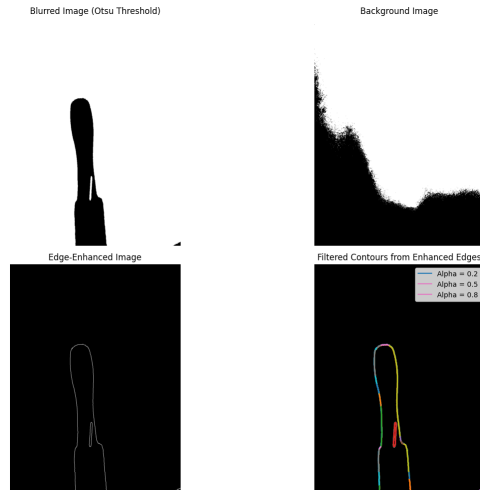 Blurred Image (Otsu Threshold)
Background Image
Edge-Enhanced Image
Filtered Contours from Enhanced Edges
Alpha = 0.2
Alpha = 0.5
Alpha = 0.8